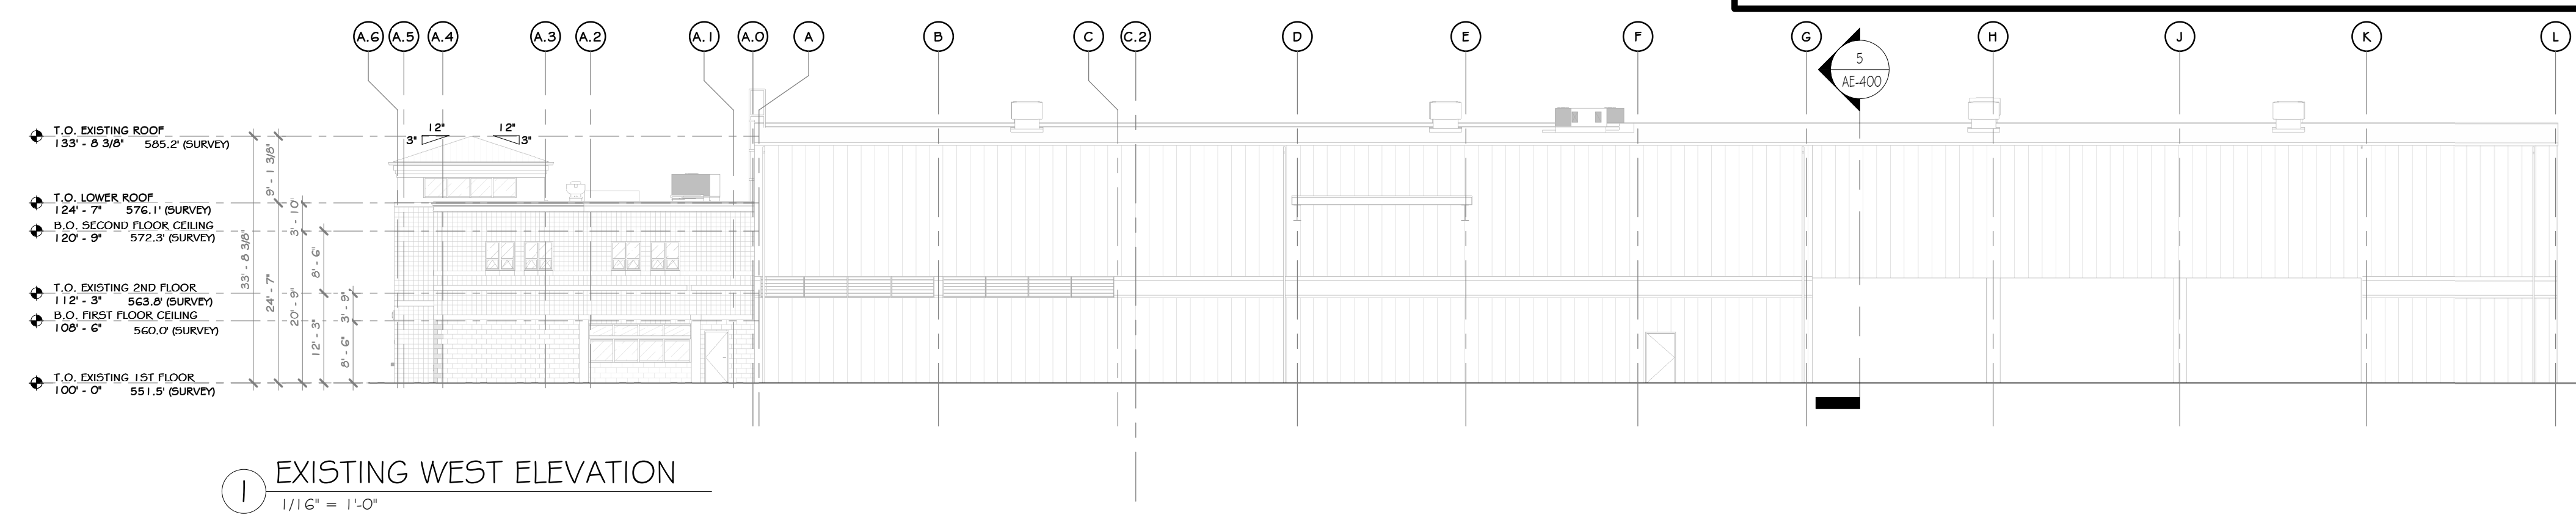 A.6 A.5 A.4 A.3 A.2 A.1 A.0 A B C C.2 D E F G H J K L
5
AE-400
12" 12"
3" 3"
T.O. EXISTING ROOF
133' - 8 3/8" 585.2' (SURVEY)
T.O. LOWER ROOF
124' - 7" 576.1' (SURVEY)
B.O. SECOND FLOOR CEILING
120' - 9" 572.3' (SURVEY)
T.O. EXISTING 2ND FLOOR
112' - 3" 563.8' (SURVEY)
B.O. FIRST FLOOR CEILING
108' - 6" 560.0' (SURVEY)
T.O. EXISTING 1ST FLOOR
100' - 0" 551.5' (SURVEY)
33' - 8 3/8"
9' - 1 3/8"
24' - 7"
3' - 10"
20' - 9"
8' - 6"
12' - 3"
3' - 9"
8' - 6"
1
EXISTING WEST ELEVATION
1/16" = 1'-0"